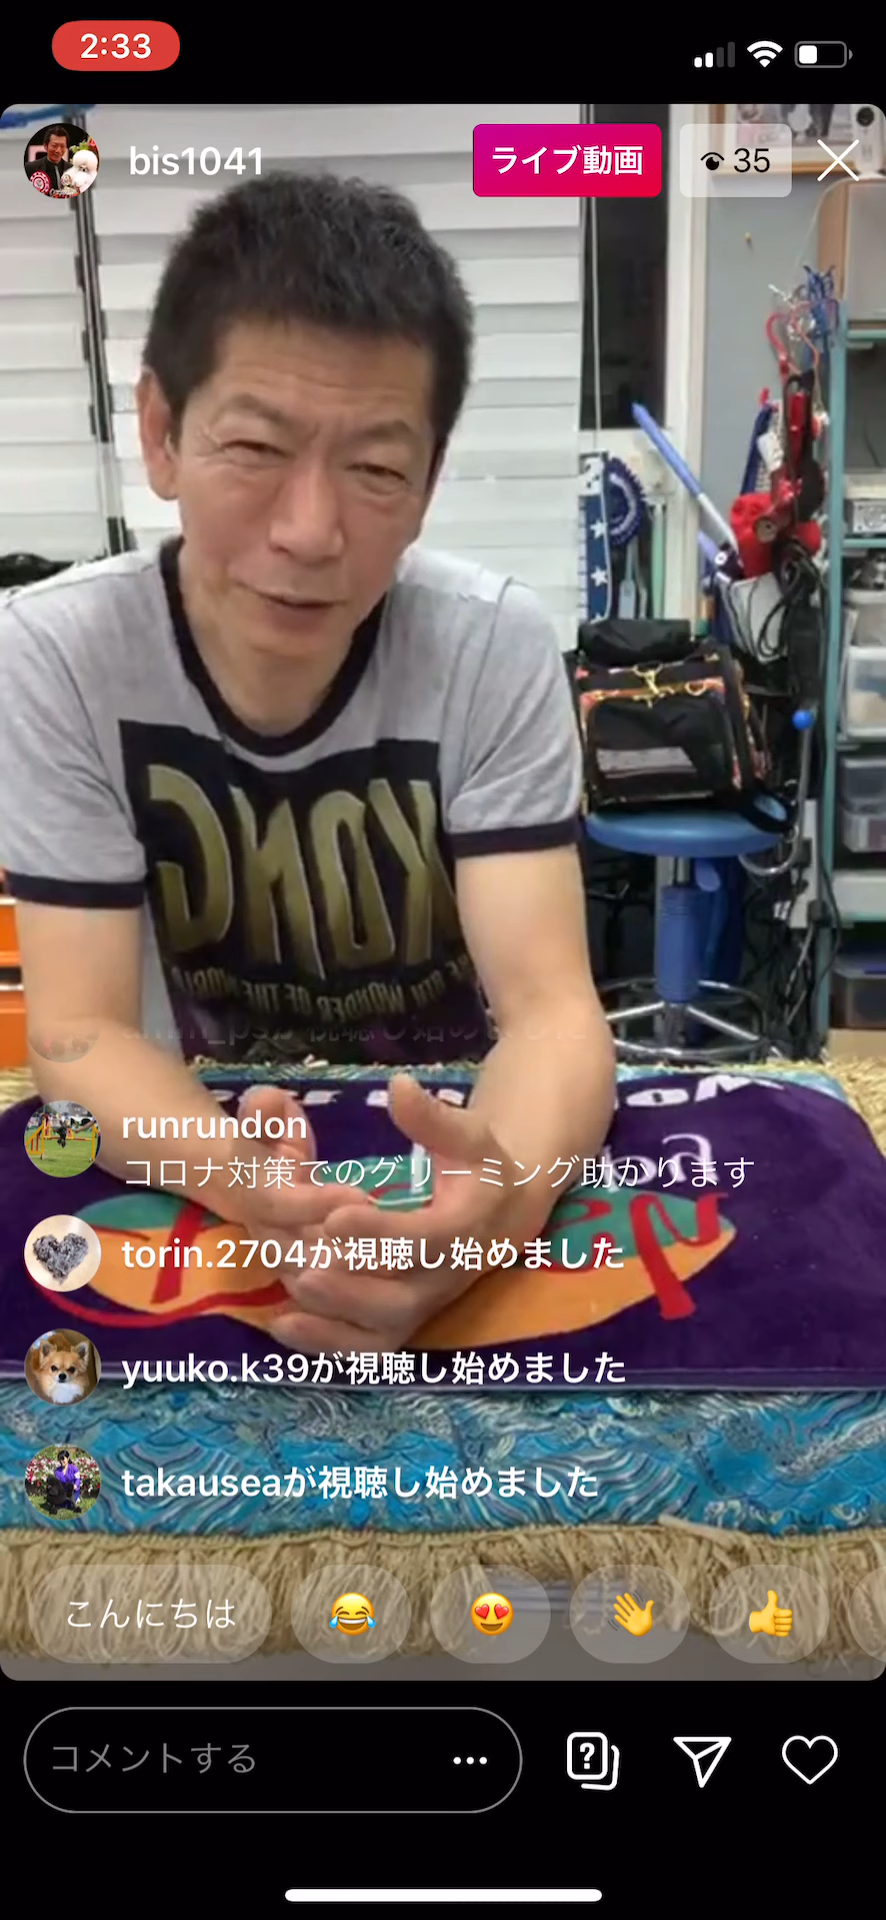 2:33
bis1041
ライブ動画
35
KONG
runrundon
コロナ対策でのグリーミング助かります
torin.2704が視聴し始めました
yuuko.k39が視聴し始めました
takauseaが視聴し始めました
こんにちは
コメントする